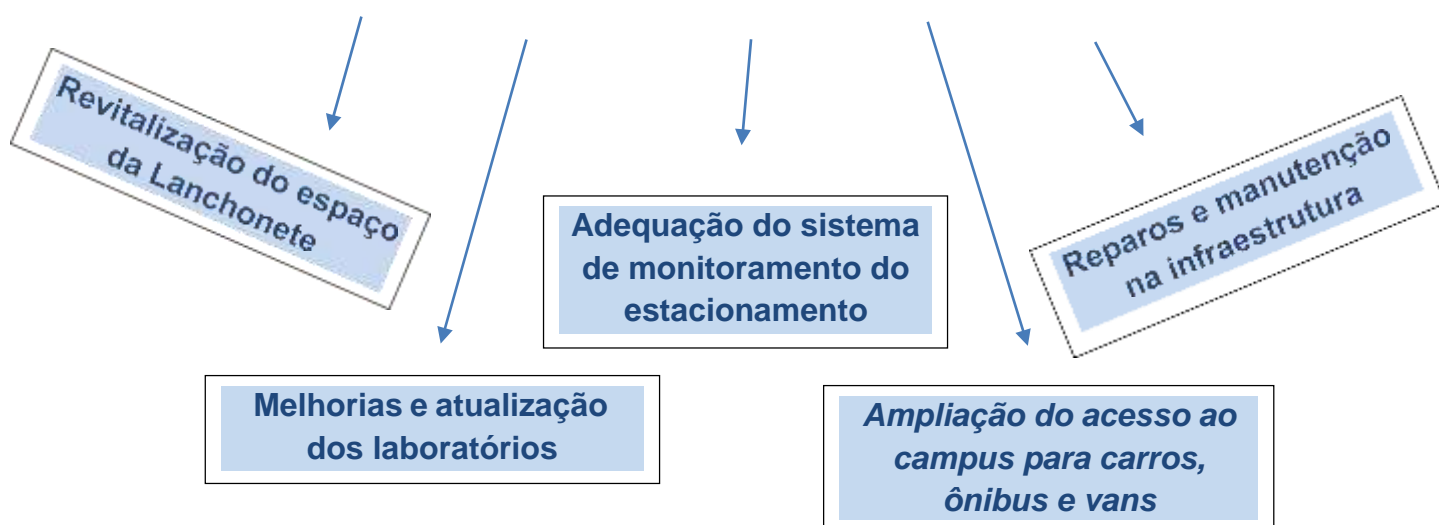 Revitalização do espaço
da Lanchonete
Adequação do sistema
de monitoramento do
estacionamento
Reparos e manutenção
na infraestrutura
Melhorias e atualização
dos laboratórios
Ampliação do acesso ao
campus para carros,
ônibus e vans